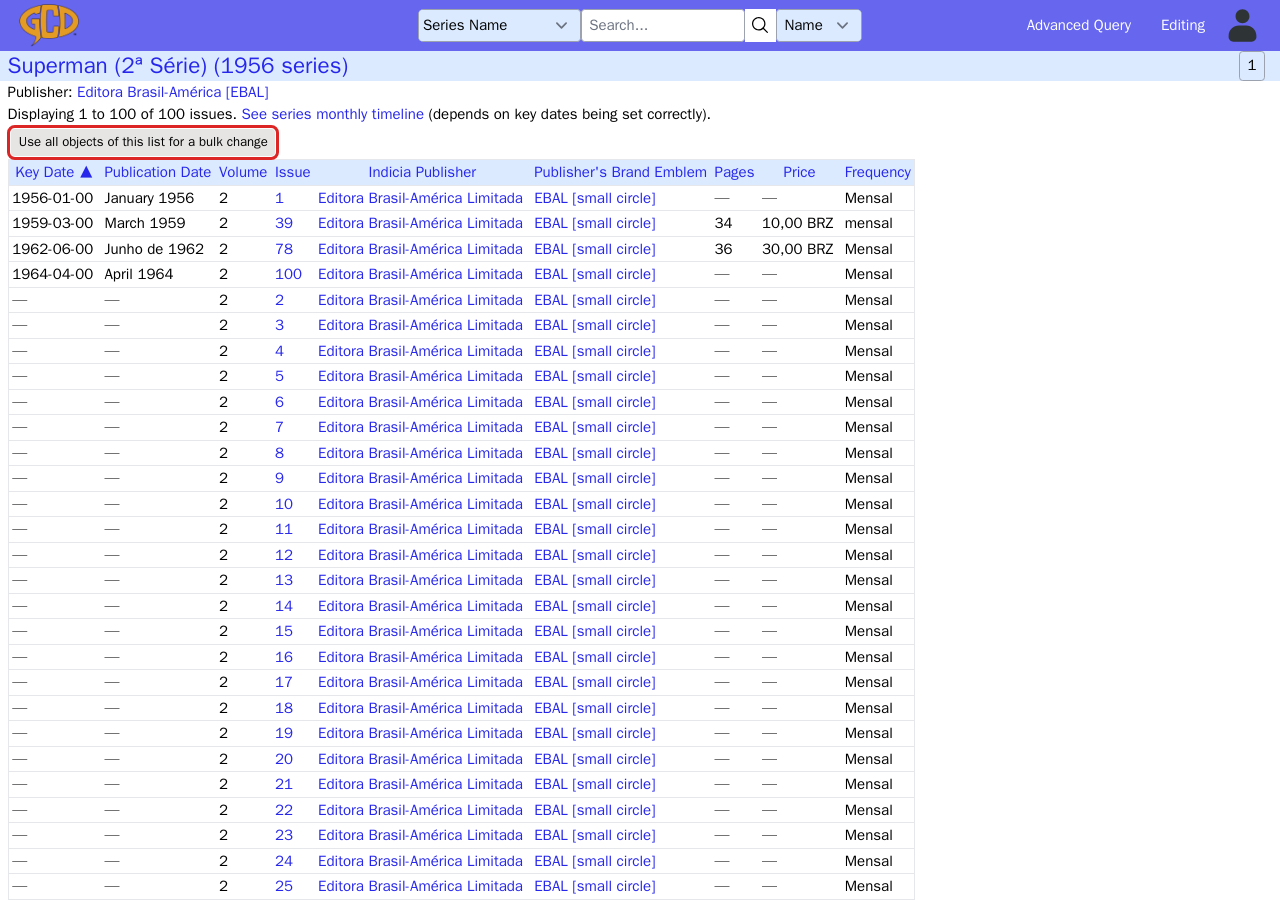 GCD
Series Name Search... Name Advanced Query Editing
Superman (2ª Série) (1956 series) 1
Publisher: Editora Brasil-América [EBAL]
Displaying 1 to 100 of 100 issues. See series monthly timeline (depends on key dates being set correctly).
Use all objects of this list for a bulk change
Key Date ▲ Publication Date Volume Issue Indicia Publisher Publisher's Brand Emblem Pages Price Frequency
1956-01-00 January 1956 2 1 Editora Brasil-América Limitada EBAL [small circle] — — Mensal
1959-03-00 March 1959 2 39 Editora Brasil-América Limitada EBAL [small circle] 34 10,00 BRZ mensal
1962-06-00 Junho de 1962 2 78 Editora Brasil-América Limitada EBAL [small circle] 36 30,00 BRZ Mensal
1964-04-00 April 1964 2 100 Editora Brasil-América Limitada EBAL [small circle] — — Mensal
— — 2 2 Editora Brasil-América Limitada EBAL [small circle] — — Mensal
— — 2 3 Editora Brasil-América Limitada EBAL [small circle] — — Mensal
— — 2 4 Editora Brasil-América Limitada EBAL [small circle] — — Mensal
— — 2 5 Editora Brasil-América Limitada EBAL [small circle] — — Mensal
— — 2 6 Editora Brasil-América Limitada EBAL [small circle] — — Mensal
— — 2 7 Editora Brasil-América Limitada EBAL [small circle] — — Mensal
— — 2 8 Editora Brasil-América Limitada EBAL [small circle] — — Mensal
— — 2 9 Editora Brasil-América Limitada EBAL [small circle] — — Mensal
— — 2 10 Editora Brasil-América Limitada EBAL [small circle] — — Mensal
— — 2 11 Editora Brasil-América Limitada EBAL [small circle] — — Mensal
— — 2 12 Editora Brasil-América Limitada EBAL [small circle] — — Mensal
— — 2 13 Editora Brasil-América Limitada EBAL [small circle] — — Mensal
— — 2 14 Editora Brasil-América Limitada EBAL [small circle] — — Mensal
— — 2 15 Editora Brasil-América Limitada EBAL [small circle] — — Mensal
— — 2 16 Editora Brasil-América Limitada EBAL [small circle] — — Mensal
— — 2 17 Editora Brasil-América Limitada EBAL [small circle] — — Mensal
— — 2 18 Editora Brasil-América Limitada EBAL [small circle] — — Mensal
— — 2 19 Editora Brasil-América Limitada EBAL [small circle] — — Mensal
— — 2 20 Editora Brasil-América Limitada EBAL [small circle] — — Mensal
— — 2 21 Editora Brasil-América Limitada EBAL [small circle] — — Mensal
— — 2 22 Editora Brasil-América Limitada EBAL [small circle] — — Mensal
— — 2 23 Editora Brasil-América Limitada EBAL [small circle] — — Mensal
— — 2 24 Editora Brasil-América Limitada EBAL [small circle] — — Mensal
— — 2 25 Editora Brasil-América Limitada EBAL [small circle] — — Mensal